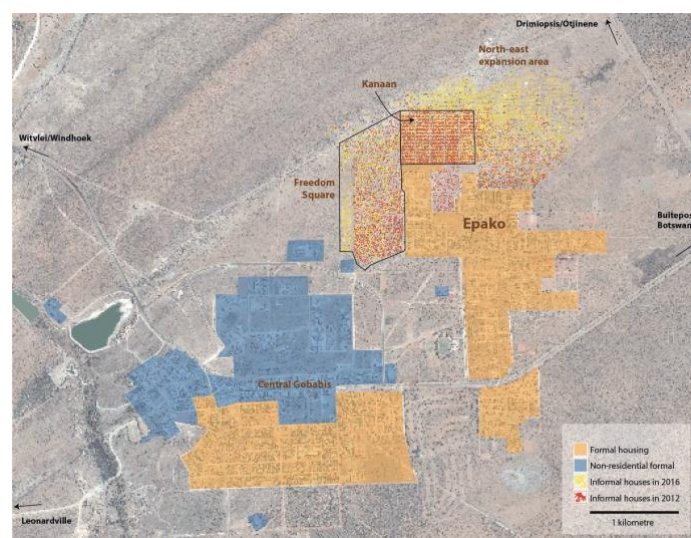 Drimiopsis/Otjinene
North-east
expansion area
Kanaan
Witvlei/Windhoek
Freedom
Square
Epako
Buitepos
Botswan
Central Gobabis
Formal housing
Non-residential formal
Informal houses in 2016
Informal houses in 2012
1 kilometre
Leonardville